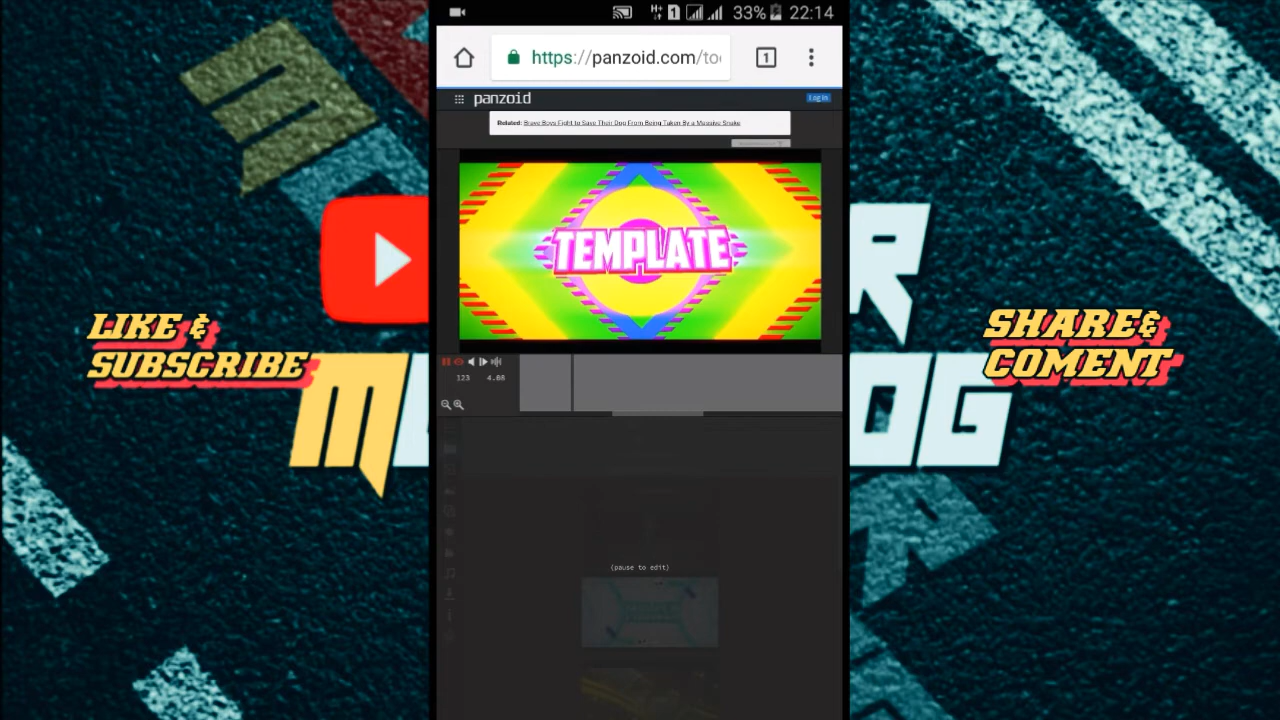 33% 22:14
https://panzoid.com/too
1
panzoid
Log In
Related: Brave Boys Fight to Save Their Dog From Being Taken By a Massive Snake
TEMPLATE
LIKE &
SUBSCRIBE
SHARE&
COMENT
123 4.08
(pause to edit)